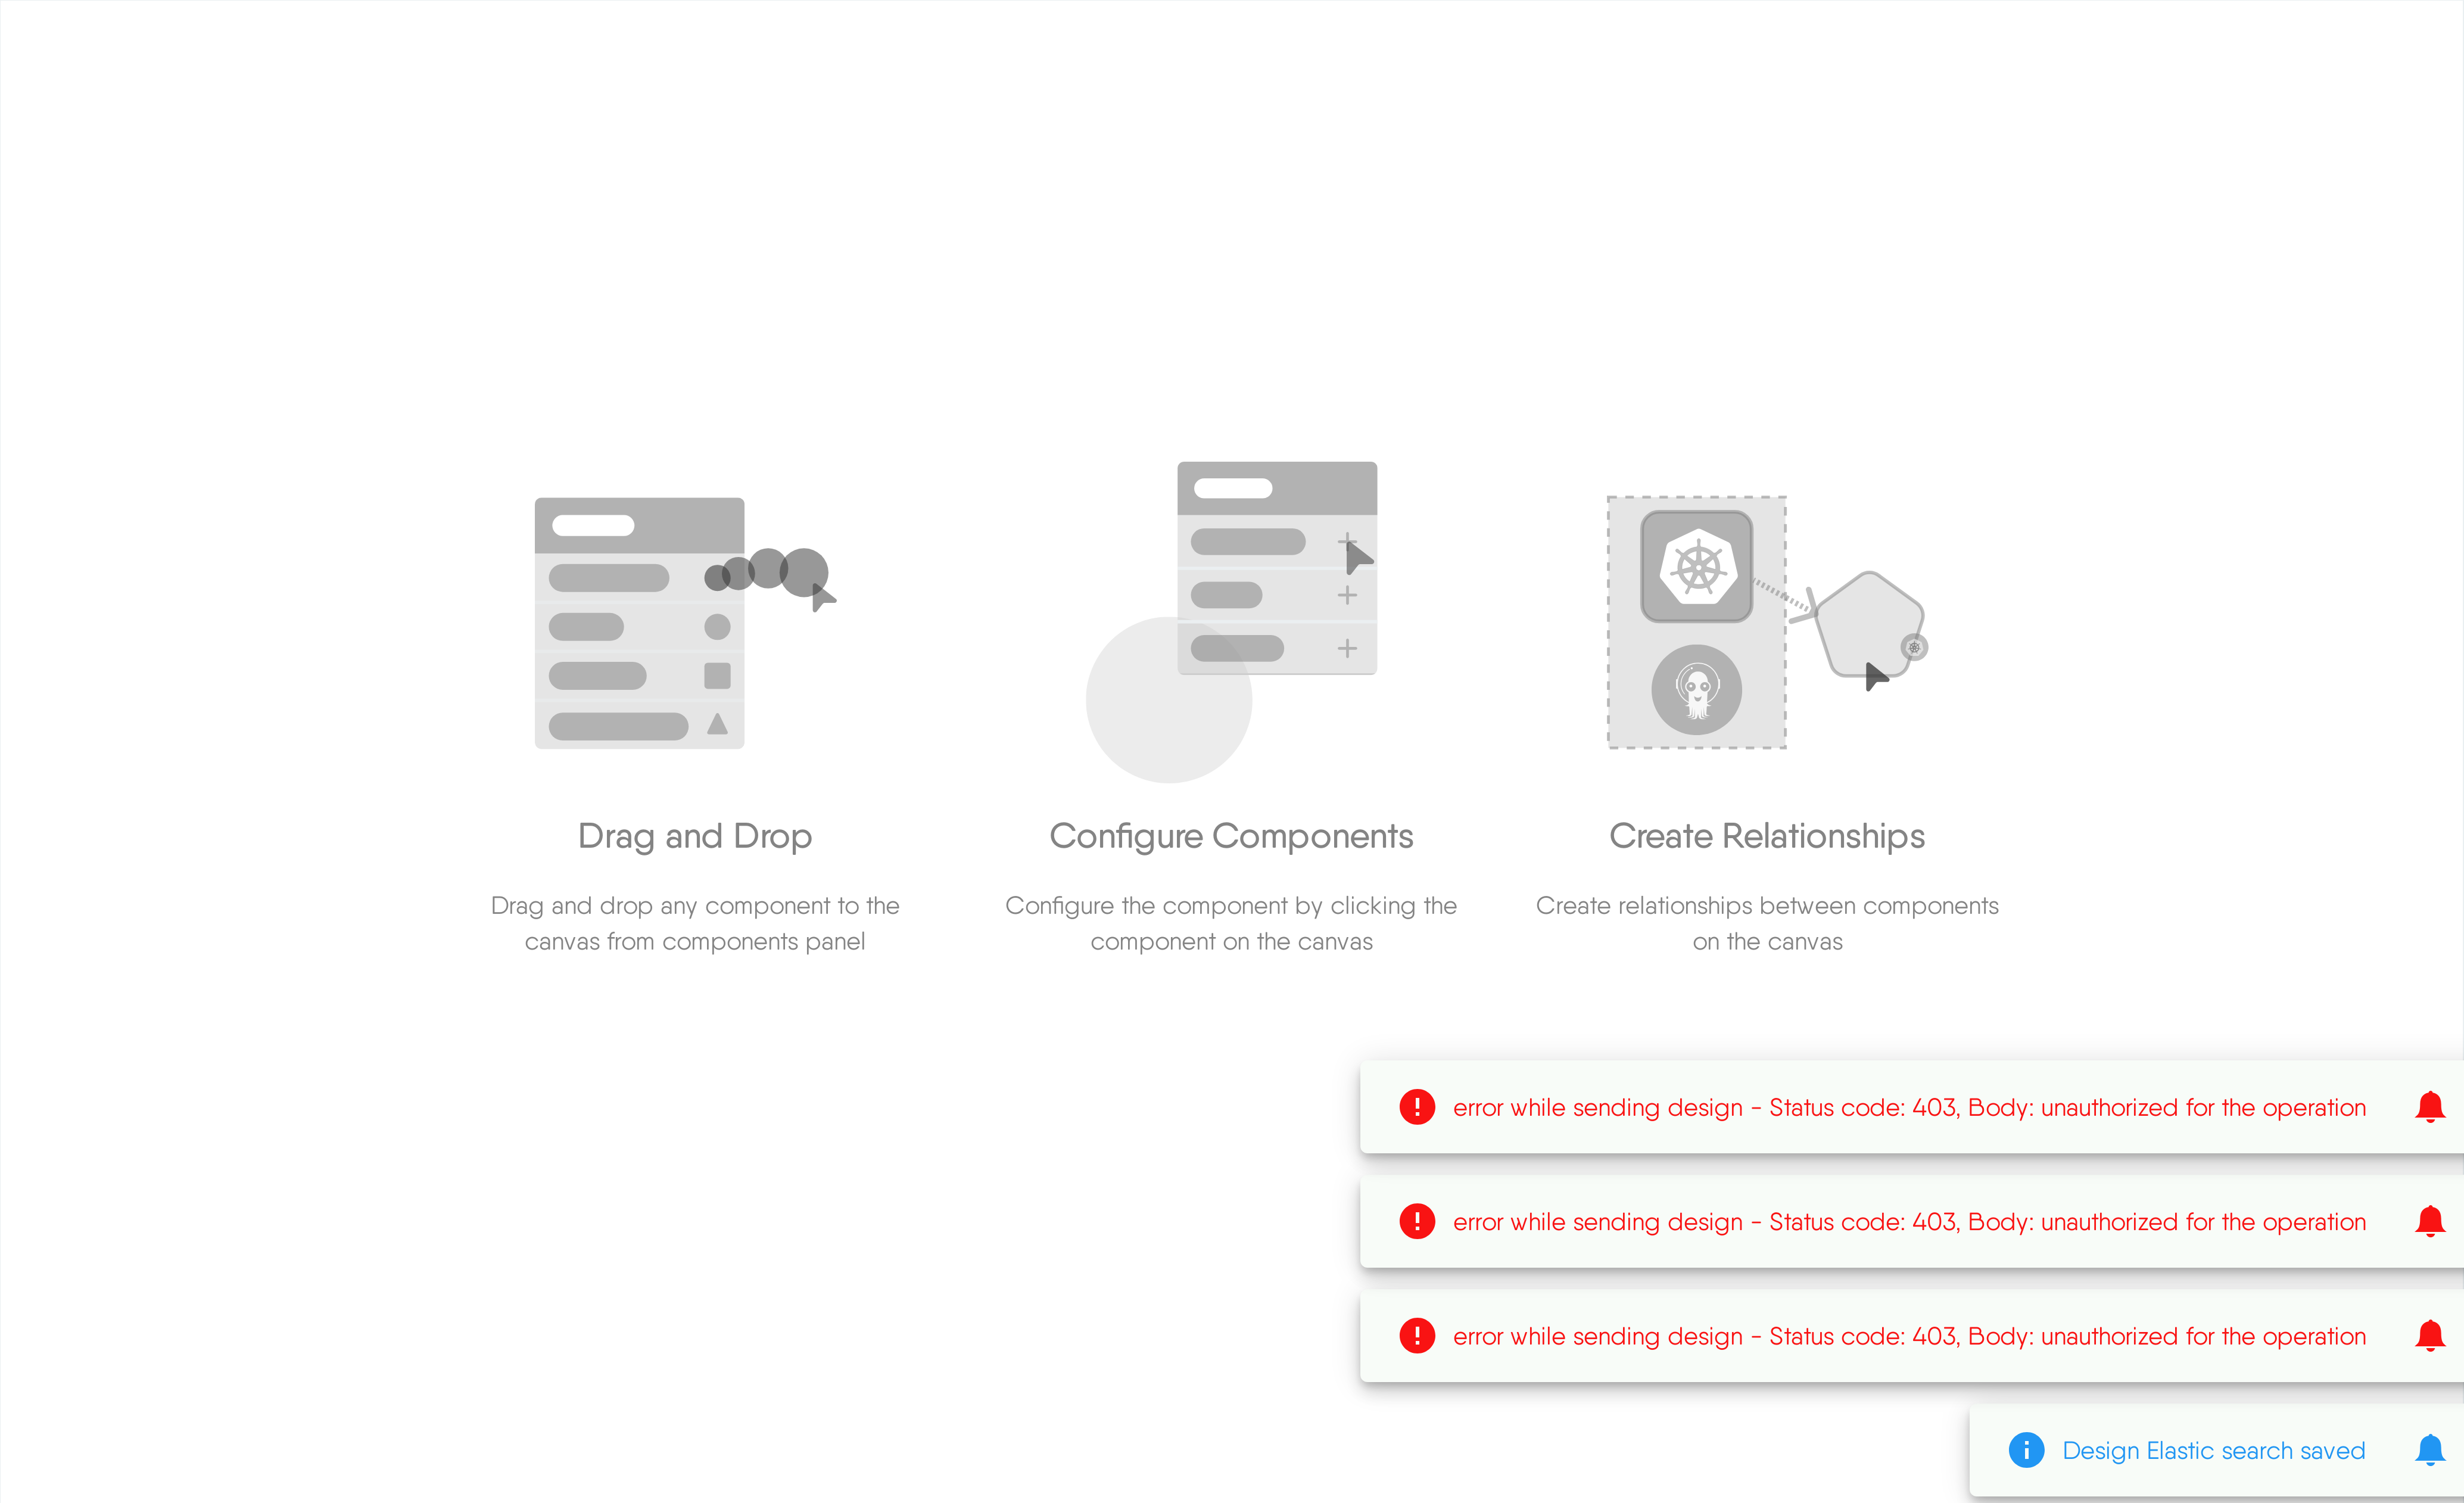 Drag and Drop
Drag and drop any component to the
canvas from components panel
Configure Components
Configure the component by clicking the
component on the canvas
Create Relationships
Create relationships between components
on the canvas
error while sending design - Status code: 403, Body: unauthorized for the operation
error while sending design - Status code: 403, Body: unauthorized for the operation
error while sending design - Status code: 403, Body: unauthorized for the operation
Design Elastic search saved